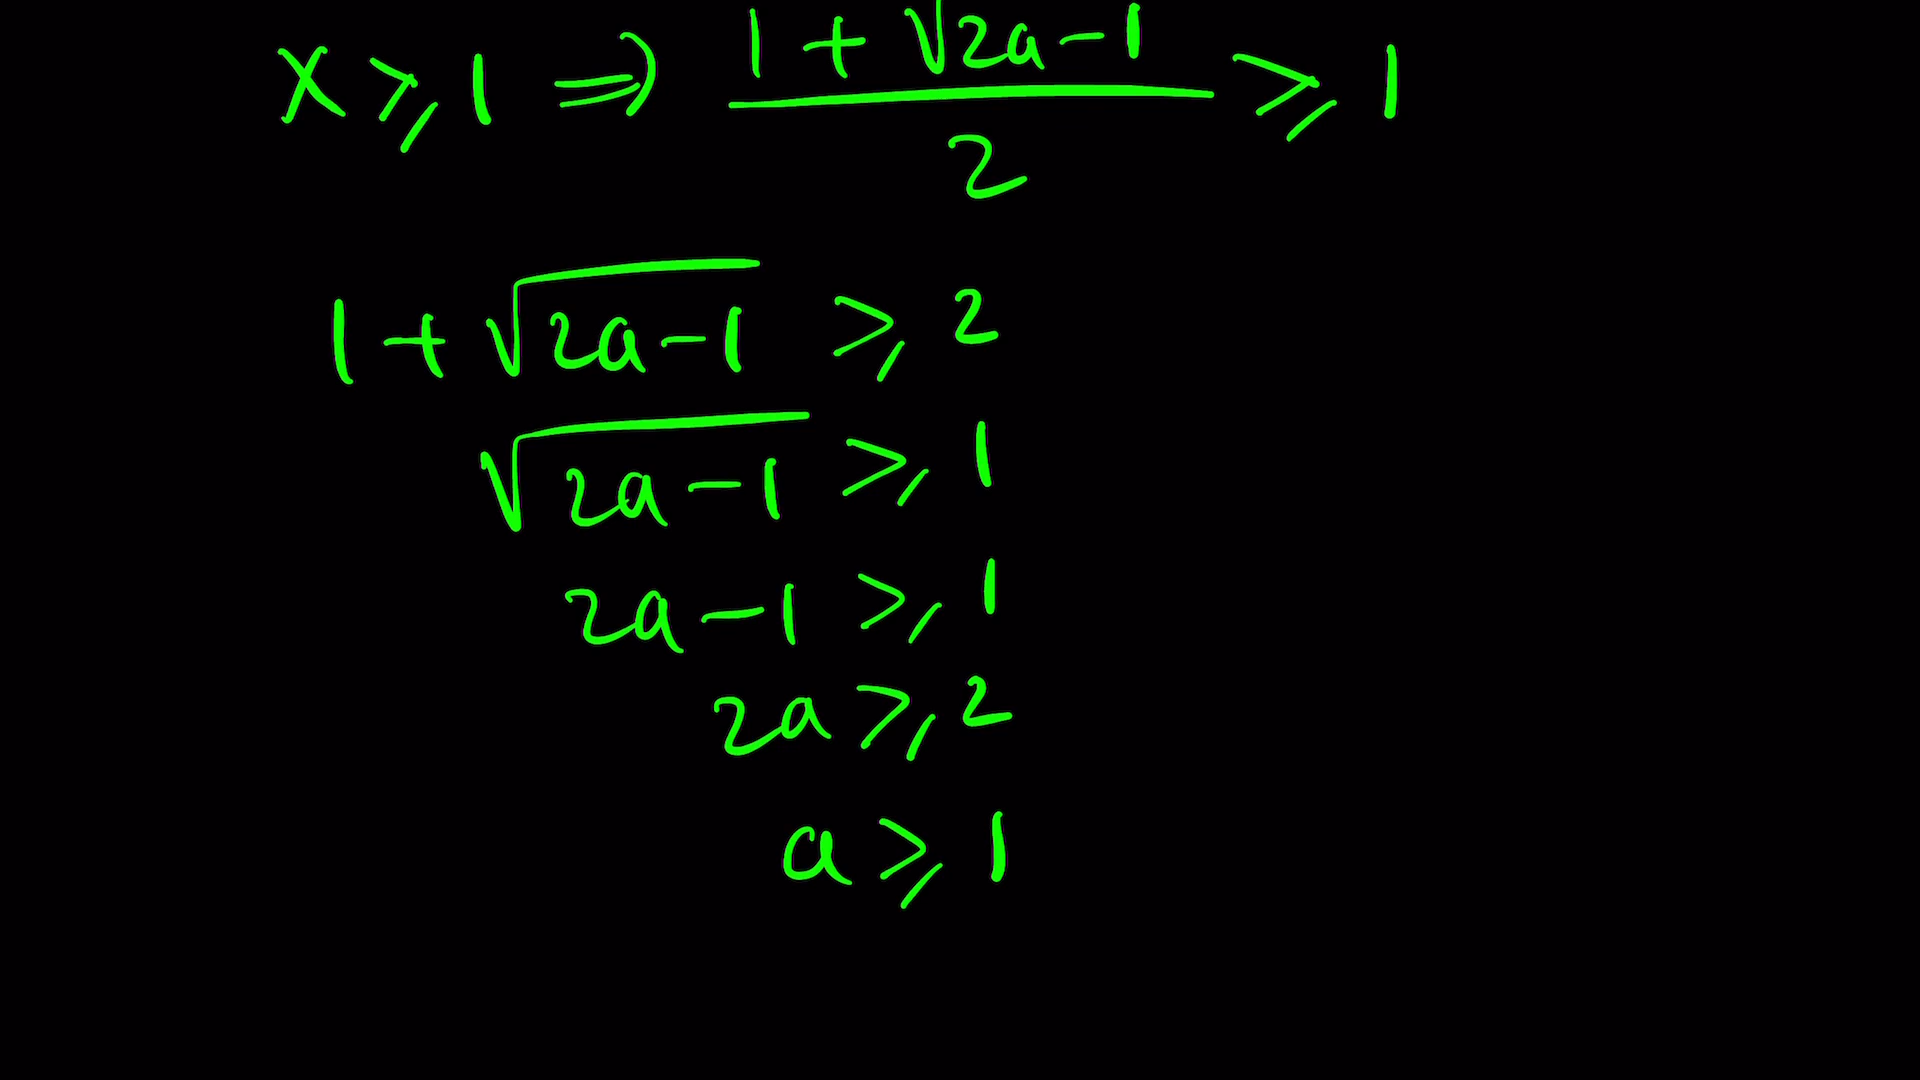 x ⩾ 1 ⇒ (1 + √2a-1)/2 ⩾ 1
1 + √2a-1 ⩾ 2
√2a-1 ⩾ 1
2a-1 ⩾ 1
2a ⩾ 2
a ⩾ 1